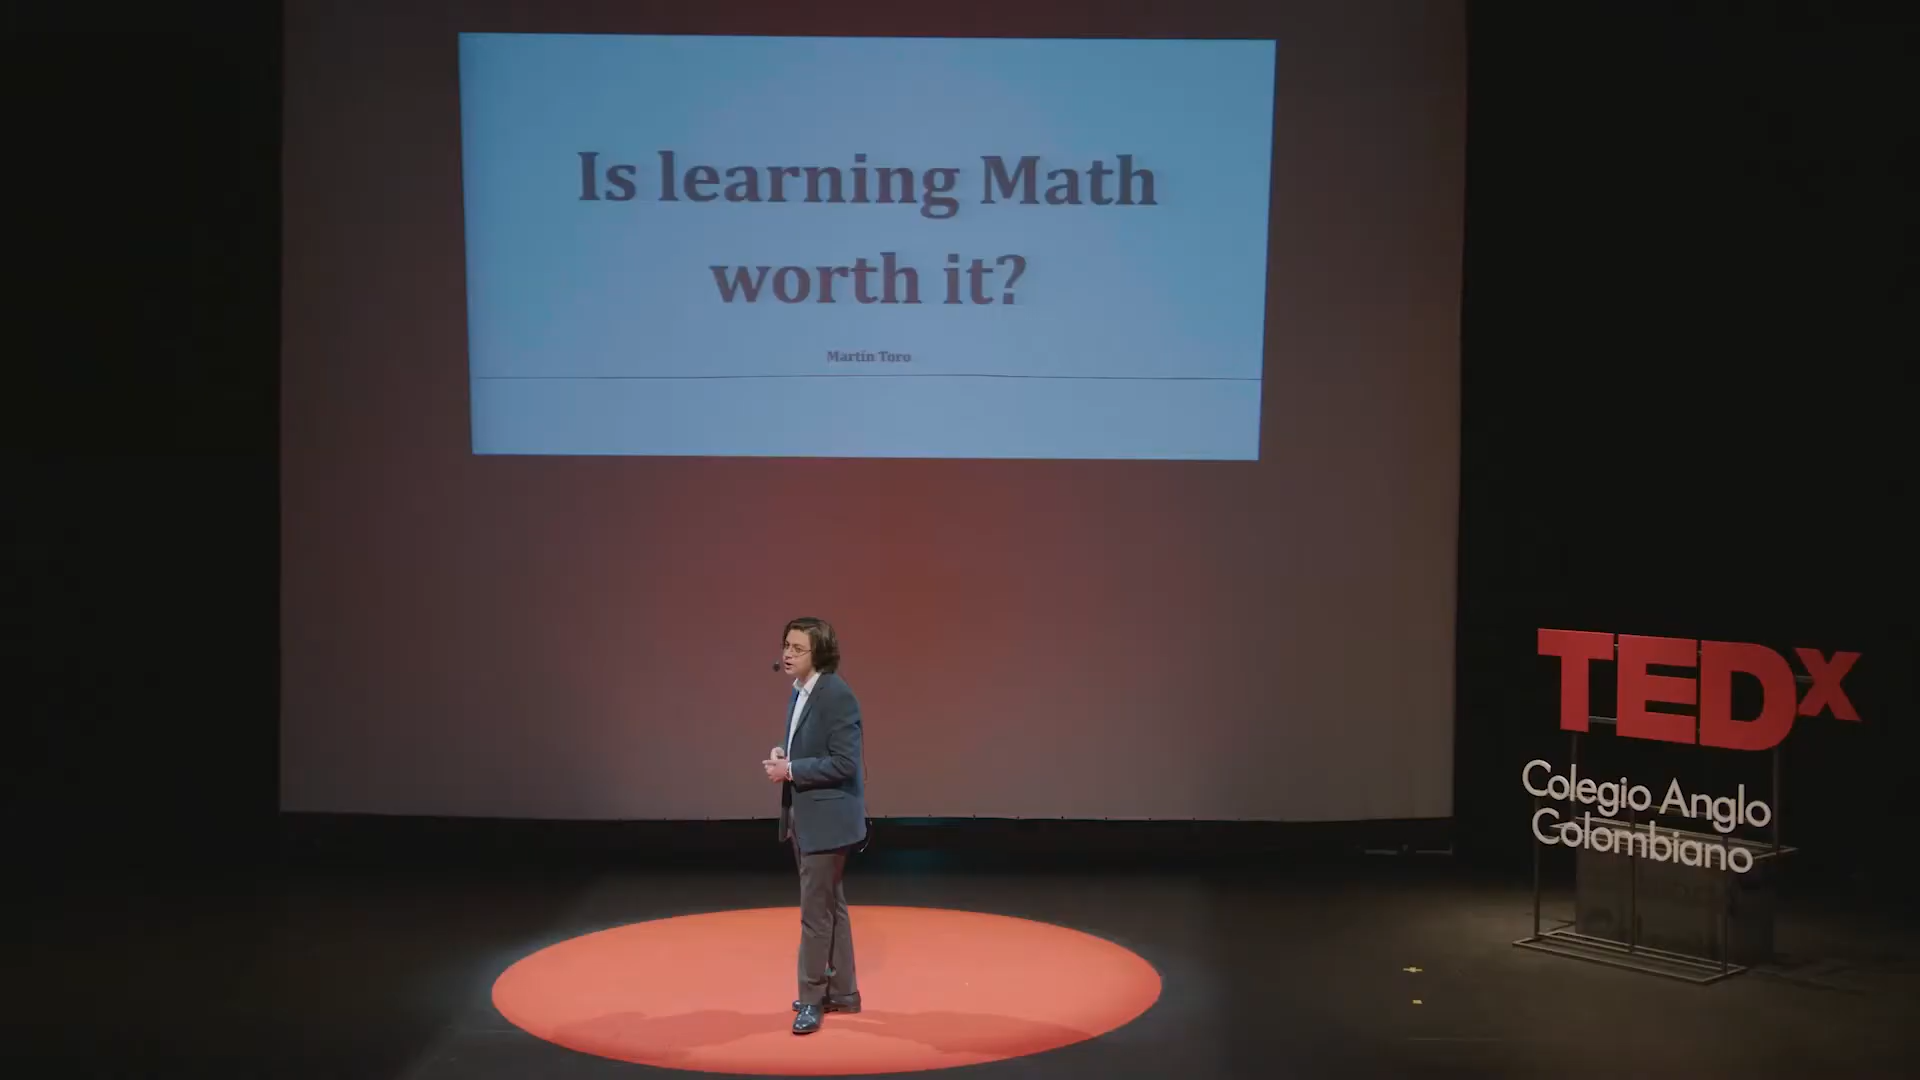 Is learning Math
worth it?
Martín Toro
TEDx
Colegio Anglo
Colombiano